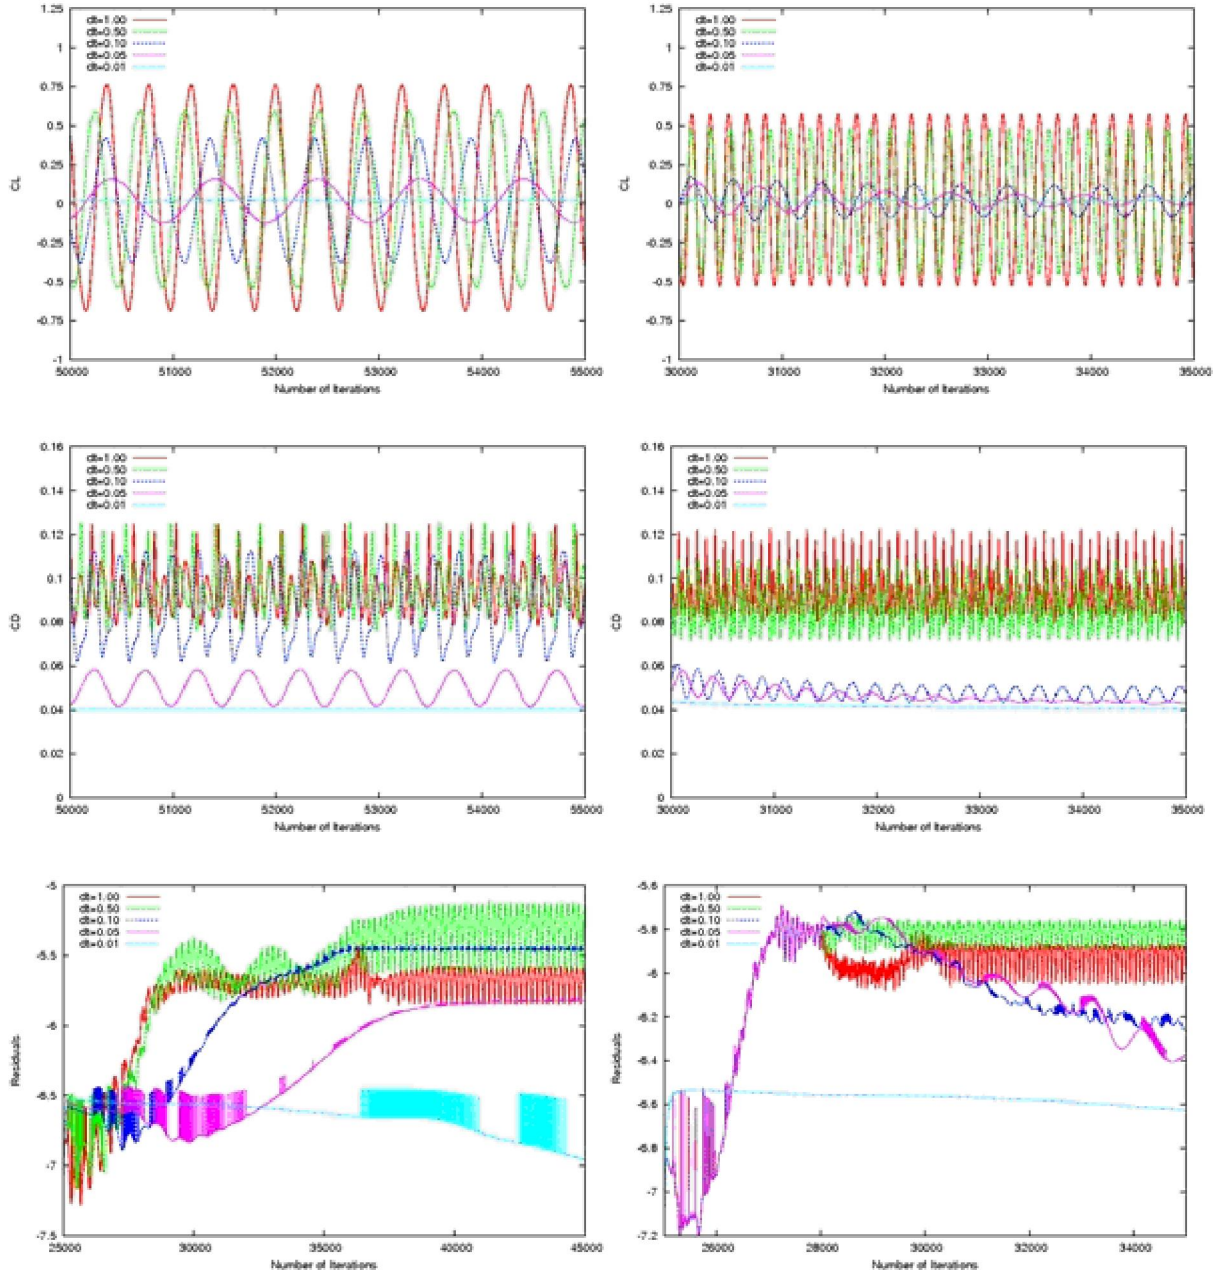 1.25
1
0.75
0.5
0.25
0
-0.25
-0.5
-0.75
-1
CL
dt=1.00
dt=0.50
dt=0.10
dt=0.05
dt=0.01
50000 51000 52000 53000 54000 55000
Number of Iterations
1.25
1
0.75
0.5
0.25
0
-0.25
-0.5
-0.75
-1
CL
dt=1.00
dt=0.50
dt=0.10
dt=0.05
dt=0.01
30000 31000 32000 33000 34000 35000
Number of Iterations
0.16
0.14
0.12
0.1
0.08
0.06
0.04
0.02
0
CD
dt=1.00
dt=0.50
dt=0.10
dt=0.05
dt=0.01
50000 51000 52000 53000 54000 55000
Number of Iterations
0.16
0.14
0.12
0.1
0.08
0.06
0.04
0.02
0
CD
dt=1.00
dt=0.50
dt=0.10
dt=0.05
dt=0.01
30000 31000 32000 33000 34000 35000
Number of Iterations
-5
-5.5
-6
-6.5
-7
-7.5
Residuals
dt=1.00
dt=0.50
dt=0.10
dt=0.05
dt=0.01
25000 30000 35000 40000 45000
Number of Iterations
-5.6
-5.8
-6
-6.2
-6.4
-6.6
-6.8
-7
-7.2
Residuals
dt=1.00
dt=0.50
dt=0.10
dt=0.05
dt=0.01
26000 28000 30000 32000 34000
Number of Iterations